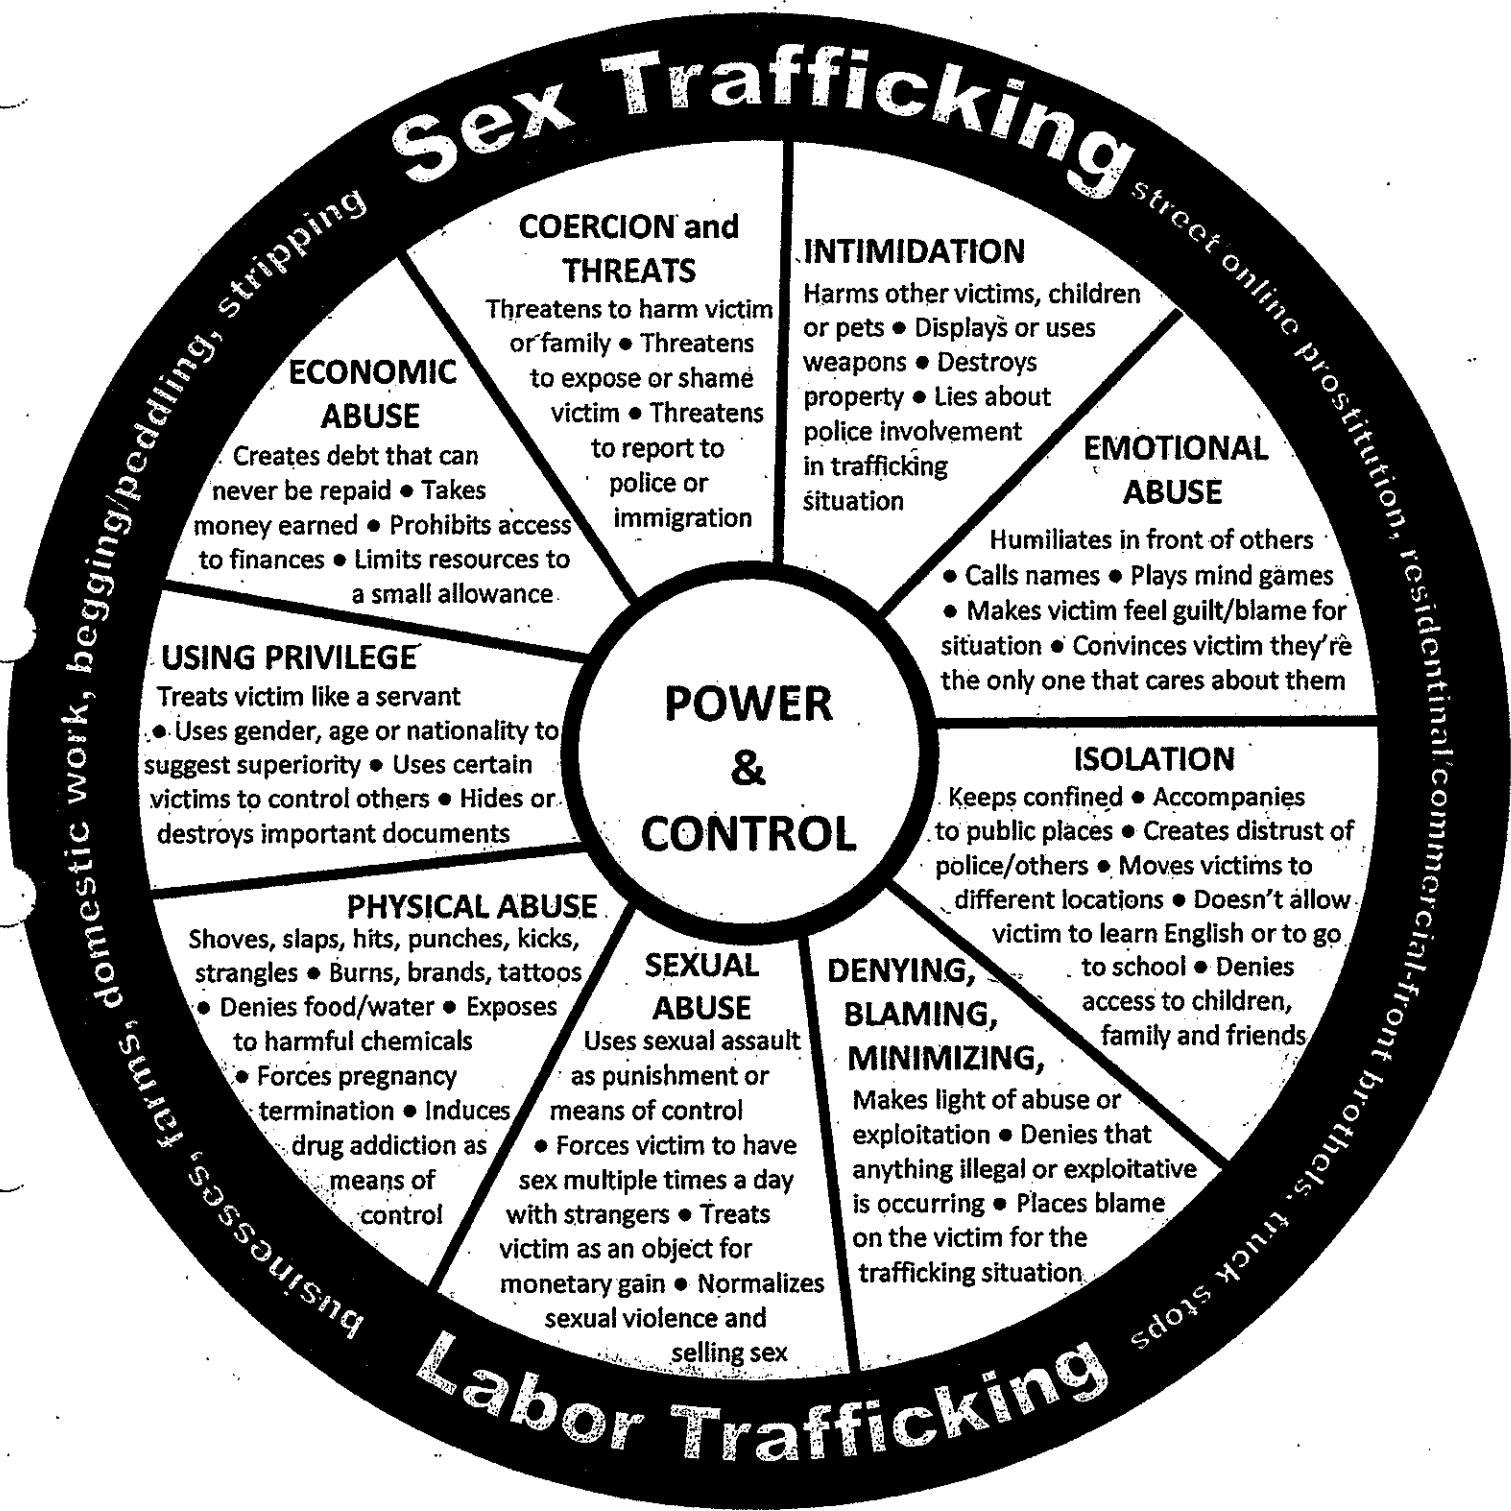 Sex Trafficking
street/online prostitution, residentinal/commercial-front brothels, truck stops
Labor Trafficking
business, farms, domestic work, begging/peddling, stripping
COERCION and
THREATS
Threatens to harm victim
or family • Threatens
to expose or shame
victim • Threatens
to report to
police or
immigration
INTIMIDATION
Harms other victims, children
or pets • Displays or uses
weapons • Destroys
property • Lies about
police involvement
in trafficking
situation
EMOTIONAL
ABUSE
Humiliates in front of others
• Calls names • Plays mind games
• Makes victim feel guilt/blame for
situation • Convinces victim they're
the only one that cares about them
ISOLATION
Keeps confined • Accompanies
to public places • Creates distrust of
police/others • Moves victims to
different locations • Doesn't allow
victim to learn English or to go
to school • Denies
access to children,
family and friends
DENYING,
BLAMING,
MINIMIZING,
Makes light of abuse or
exploitation • Denies that
anything illegal or exploitative
is occurring • Places blame
on the victim for the
trafficking situation
SEXUAL
ABUSE
Uses sexual assault
as punishment or
means of control
• Forces victim to have
sex multiple times a day
with strangers • Treats
victim as an object for
monetary gain • Normalizes
sexual violence and
selling sex
PHYSICAL ABUSE
Shoves, slaps, hits, punches, kicks,
strangles • Burns, brands, tattoos
• Denies food/water • Exposes
to harmful chemicals
• Forces pregnancy
termination • Induces
drug addiction as
means of
control
USING PRIVILEGE
Treats victim like a servant
• Uses gender, age or nationality to
suggest superiority • Uses certain
victims to control others • Hides or
destroys important documents
ECONOMIC
ABUSE
Creates debt that can
never be repaid • Takes
money earned • Prohibits access
to finances • Limits resources to
a small allowance
POWER
&
CONTROL